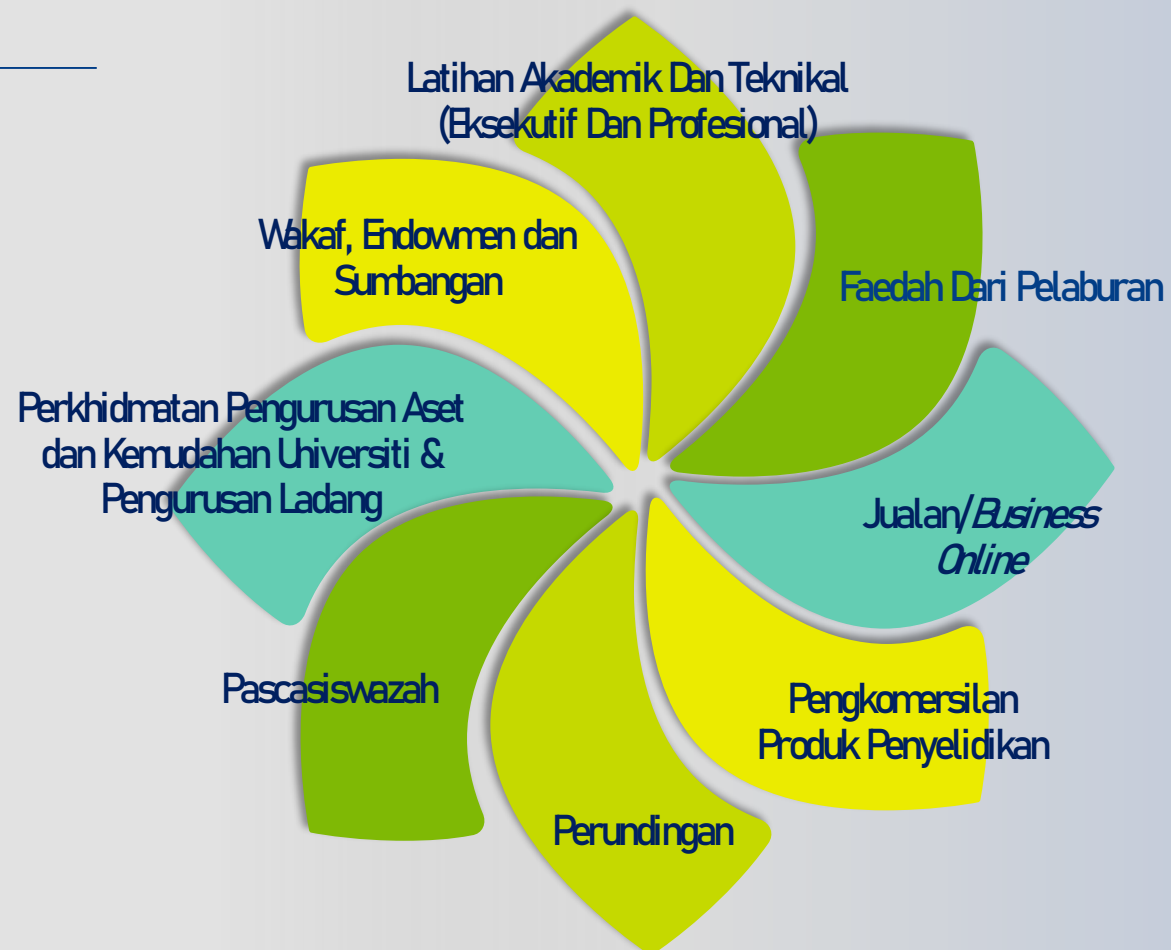 Latihan Akademik Dan Teknikal
(Eksekutif Dan Profesional)
Faedah Dari Pelaburan
Jualan/Business
Online
Pengkomersilan
Produk Penyelidikan
Perundingan
Pascasiswazah
Perkhidmatan Pengurusan Aset
dan Kemudahan Universiti &
Pengurusan Ladang
Wakaf, Endowmen dan
Sumbangan